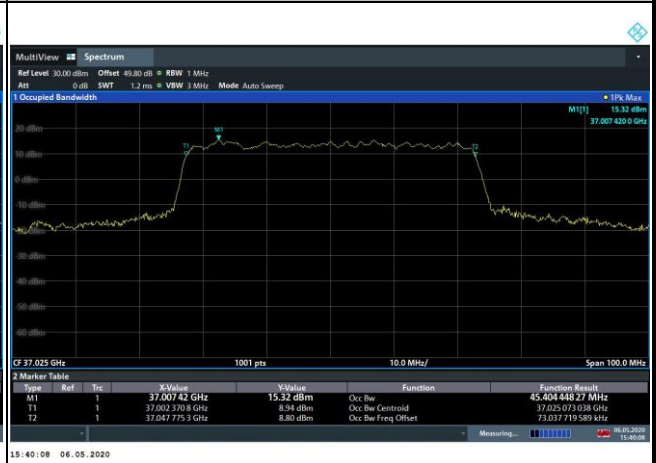 MultiView Spectrum
Ref Level 30.00 dBm Offset 49.80 dB RBW 1 MHz
Att 0 dB SWT 1.2 ms VBW 3 MHz Mode Auto Sweep
1 Occupied Bandwidth 1Pk Max
M1[1] 15.32 dBm
37.007 420 0 GHz
20 dBm
M1
T1
T2
10 dBm
0 dBm
-10 dBm
-20 dBm
-30 dBm
-40 dBm
-50 dBm
-60 dBm
CF 37.025 GHz 1001 pts 10.0 MHz/ Span 100.0 MHz
2 Marker Table
Type Ref Trc X-Value Y-Value Function Function Result
M1 1 37.007 42 GHz 15.32 dBm Occ Bw 45.404 448 27 MHz
T1 1 37.002 370 8 GHz 8.94 dBm Occ Bw Centroid 37.025 073 038 GHz
T2 1 37.047 775 3 GHz 8.80 dBm Occ Bw Freq Offset 73.037 719 589 kHz
Measuring... 06.05.2020
15:40:08
15:40:08 06.05.2020